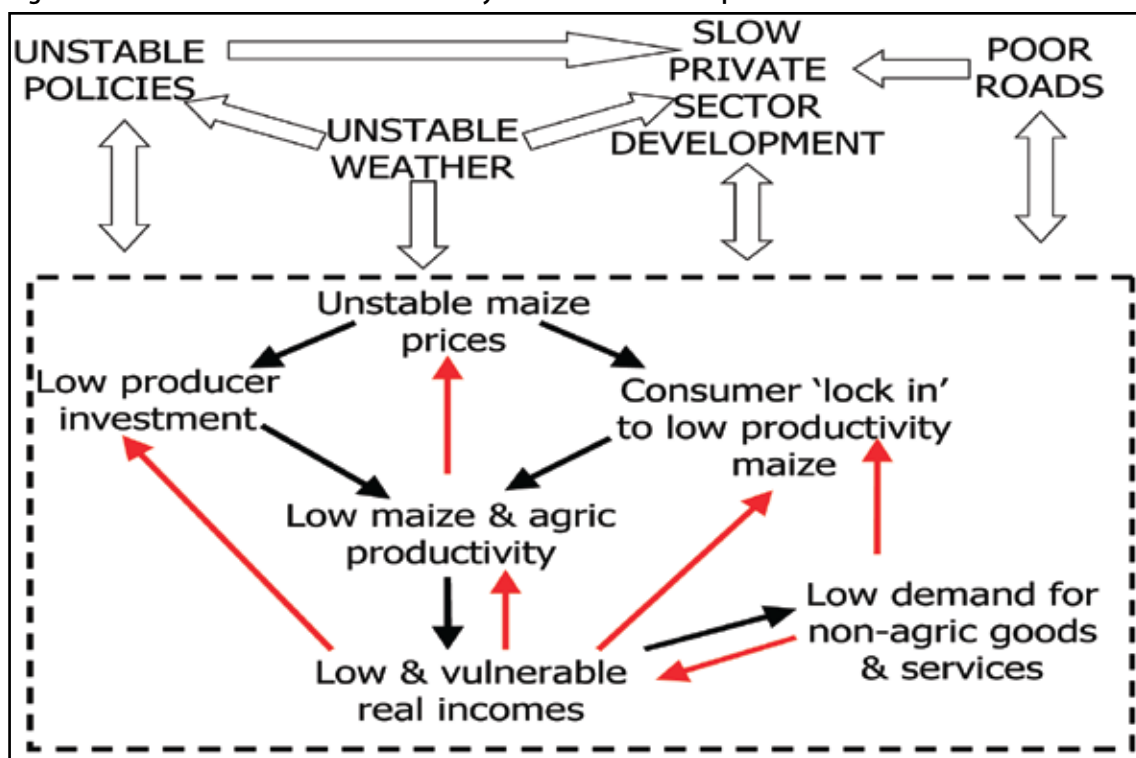 UNSTABLE
POLICIES
SLOW
PRIVATE
SECTOR
DEVELOPMENT
POOR
ROADS
UNSTABLE
WEATHER
Unstable maize
prices
Low producer
investment
Consumer ‘lock in’
to low productivity
maize
Low maize & agric
productivity
Low demand for
non-agric goods
& services
Low & vulnerable
real incomes